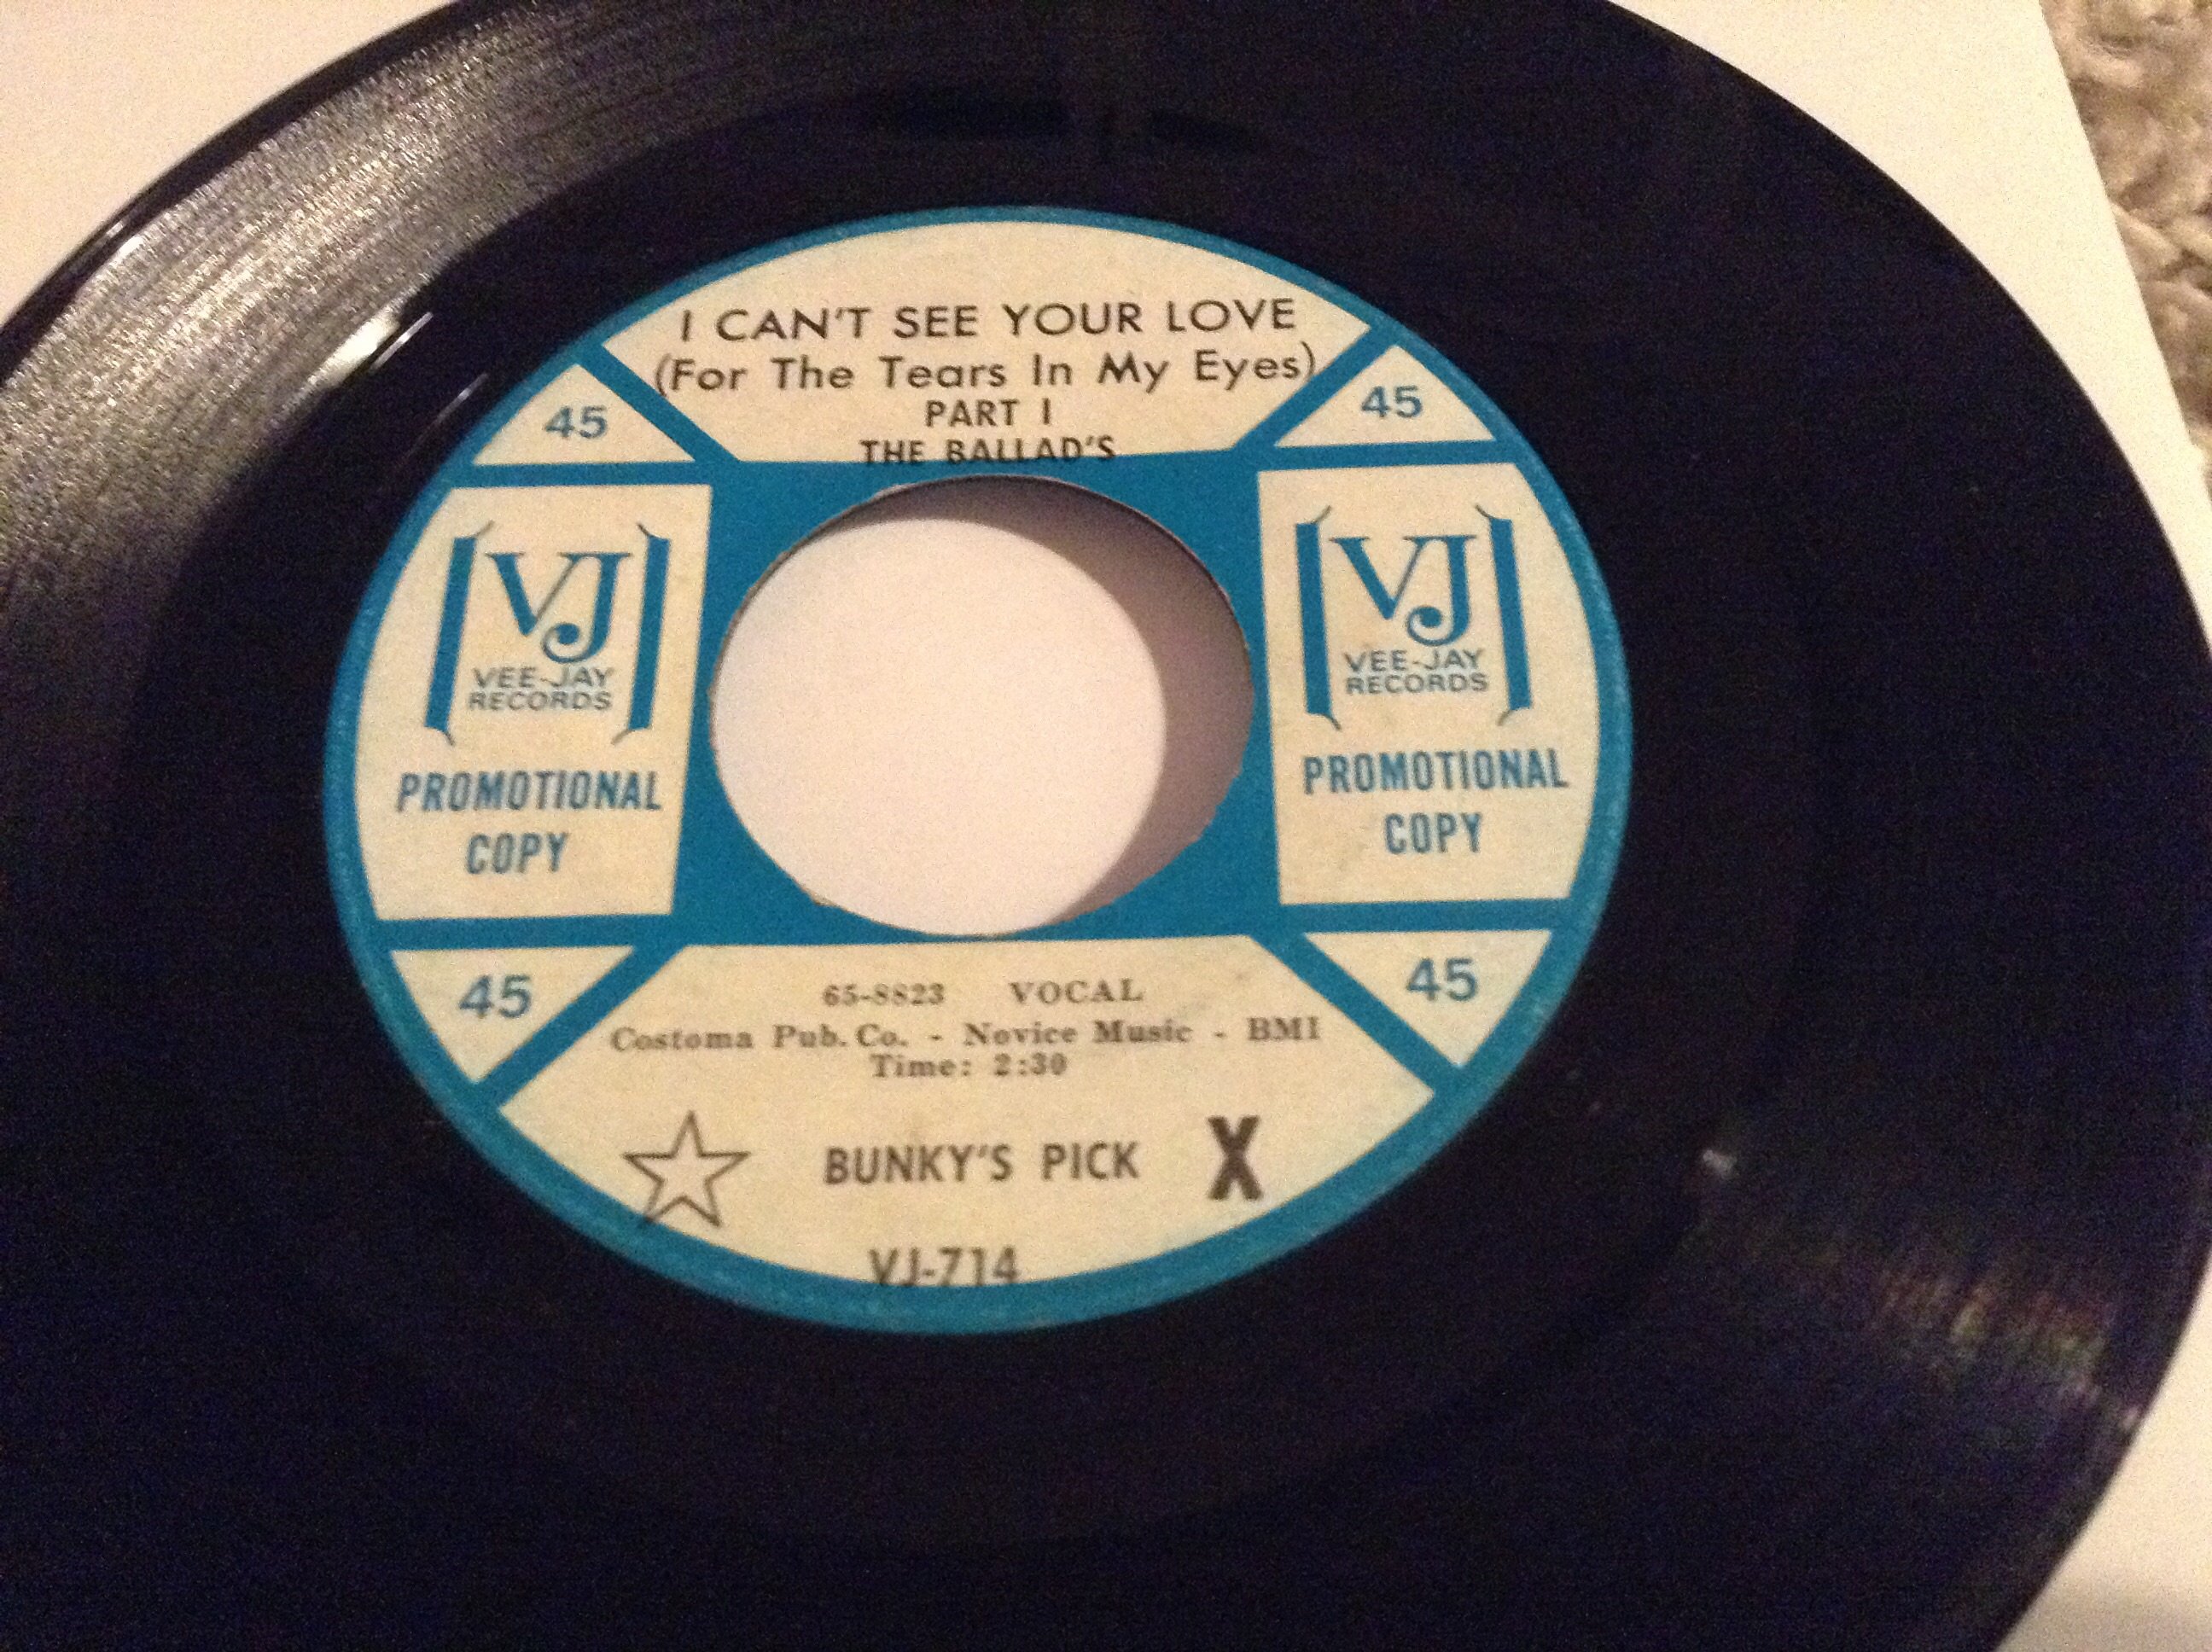 I CAN'T SEE YOUR LOVE
(For The Tears In My Eyes)
PART I
THE BALLAD'S
45
45
VJ
VEE-JAY
RECORDS
PROMOTIONAL
COPY
VJ
VEE-JAY
RECORDS
PROMOTIONAL
COPY
45
45
65-8823 VOCAL
Costoma Pub. Co. - Novice Music - BMI
Time: 2:30
BUNKY'S PICK X
VJ-714